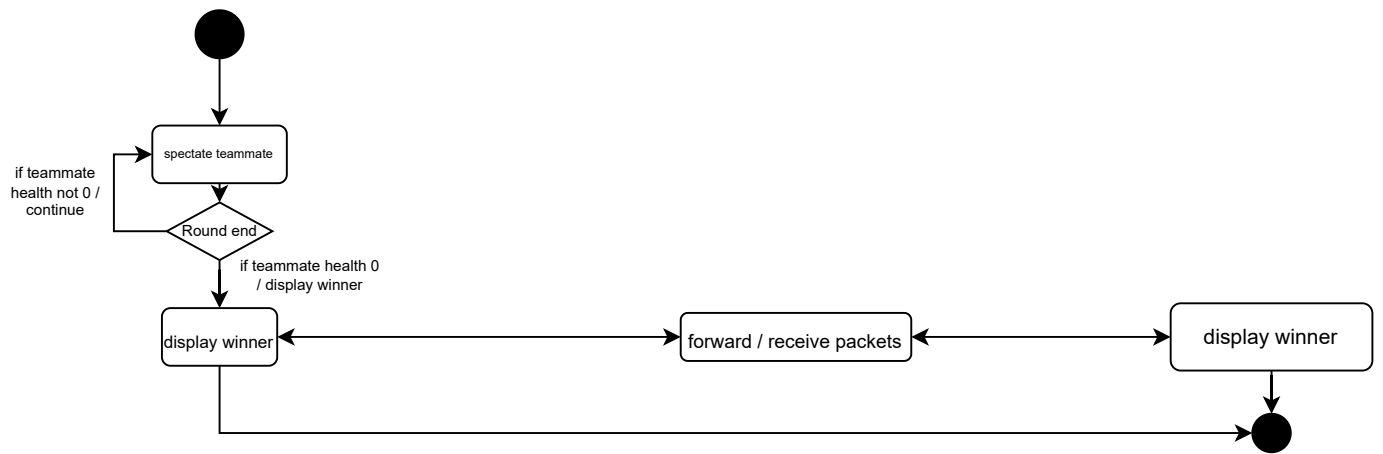 spectate teammate
if teammate
health not 0 /
continue
Round end
if teammate health 0
/ display winner
display winner
forward / receive packets
display winner